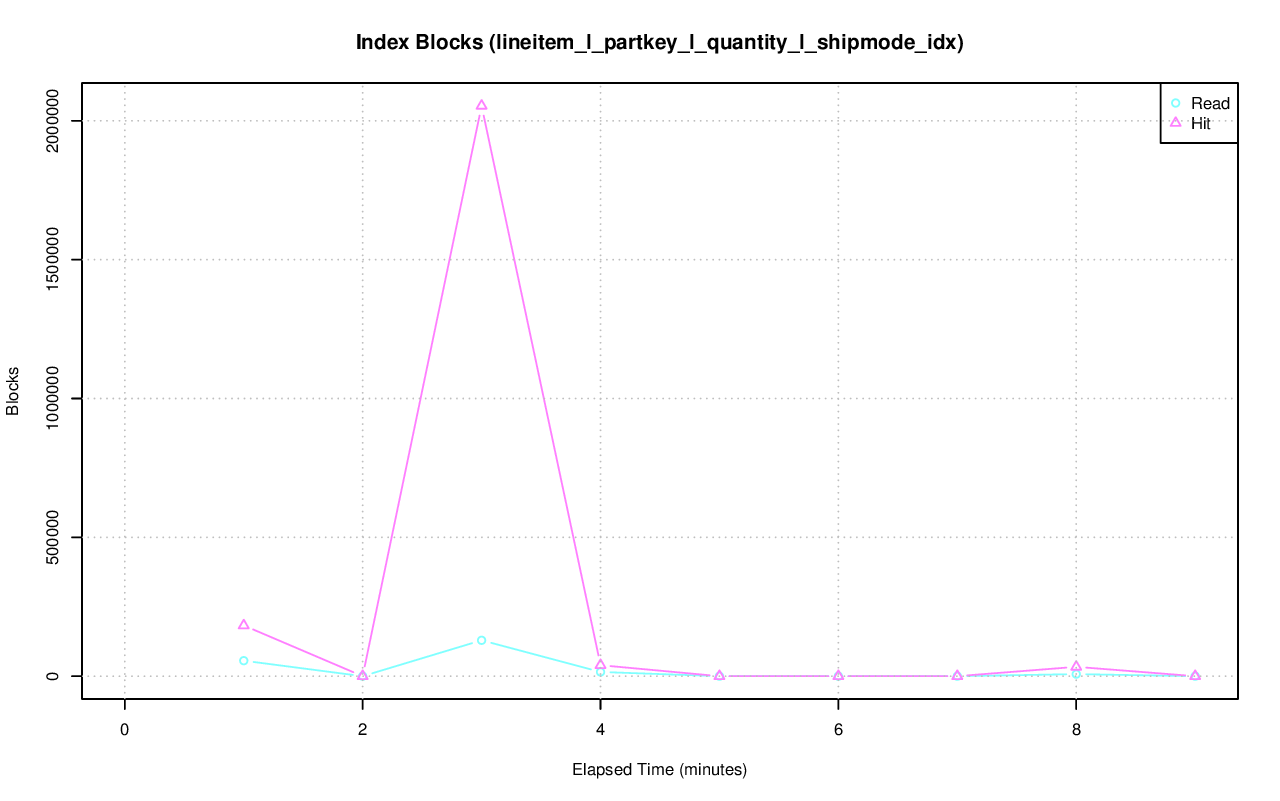 Index Blocks (lineitem_l_partkey_l_quantity_l_shipmode_idx)
Read
Hit
2000000
1500000
1000000
500000
0
Blocks
0 2 4 6 8
Elapsed Time (minutes)